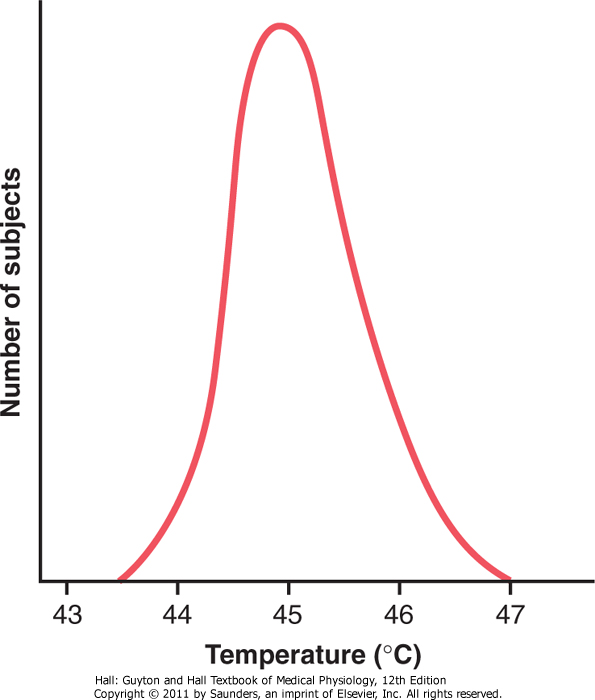 Number of subjects
43 44 45 46 47
Temperature (°C)
Hall: Guyton and Hall Textbook of Medical Physiology, 12th Edition
Copyright © 2011 by Saunders, an imprint of Elsevier, Inc. All rights reserved.